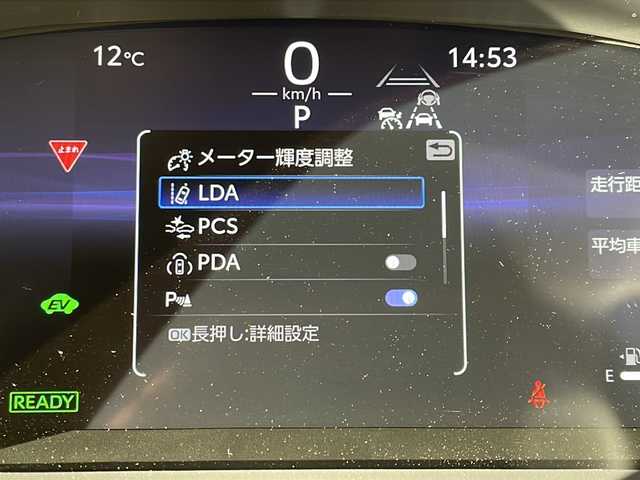 12℃
0
14:53
km/h
P
止まれ
メーター輝度調整
LDA
走行距
PCS
平均車
PDA
EV
P
OK長押し:詳細設定
E
READY